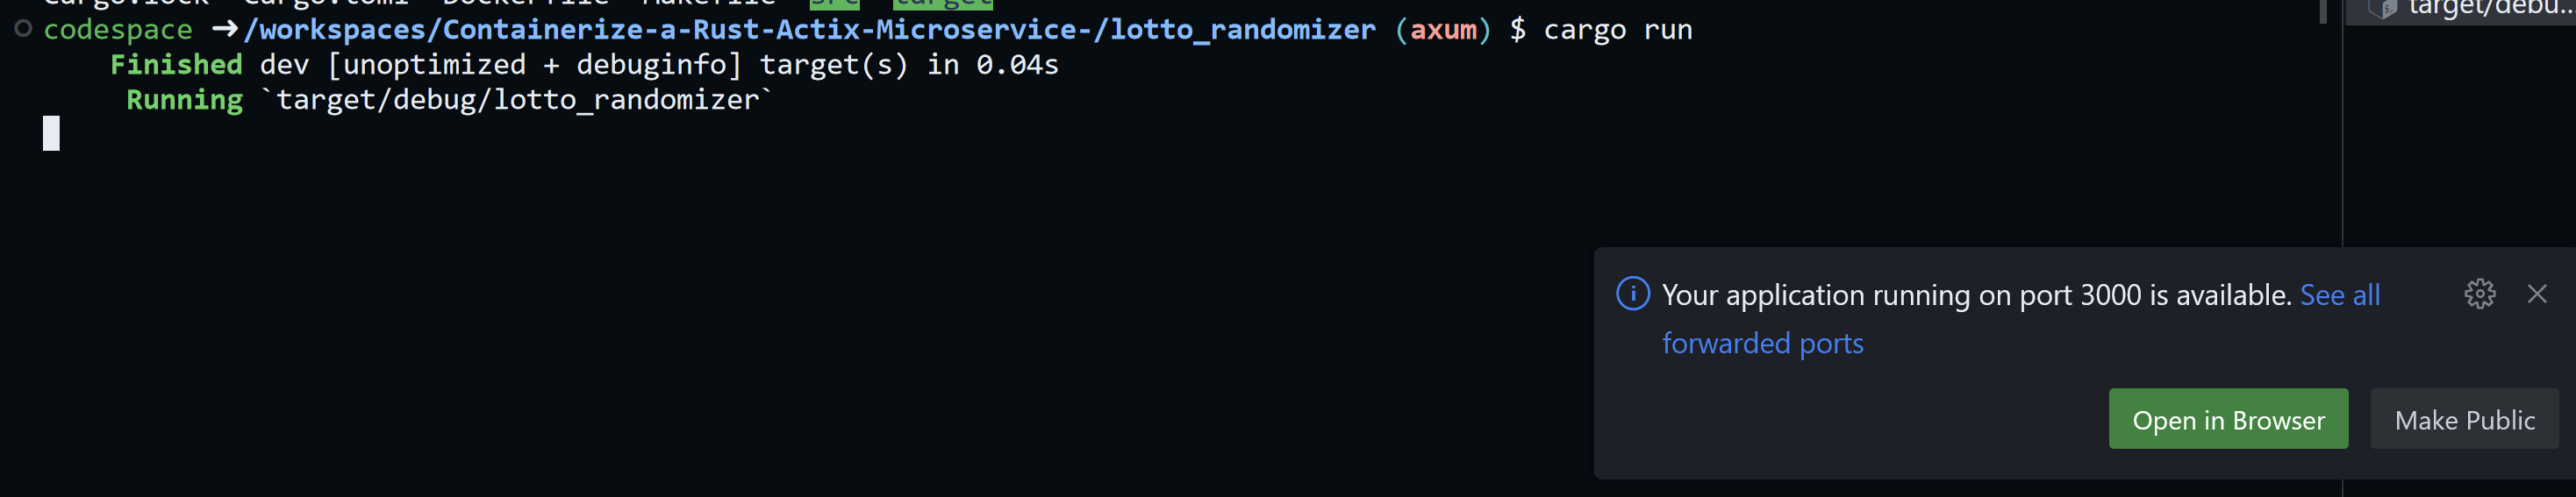 Cargo.lock Cargo.toml Dockerfile Makefile src target
codespace ➜/workspaces/Containerize-a-Rust-Actix-Microservice-/lotto_randomizer (axum) $ cargo run
Finished dev [unoptimized + debuginfo] target(s) in 0.04s
Running `target/debug/lotto_randomizer`
target/debu...
Your application running on port 3000 is available. See all
forwarded ports
Open in Browser
Make Public